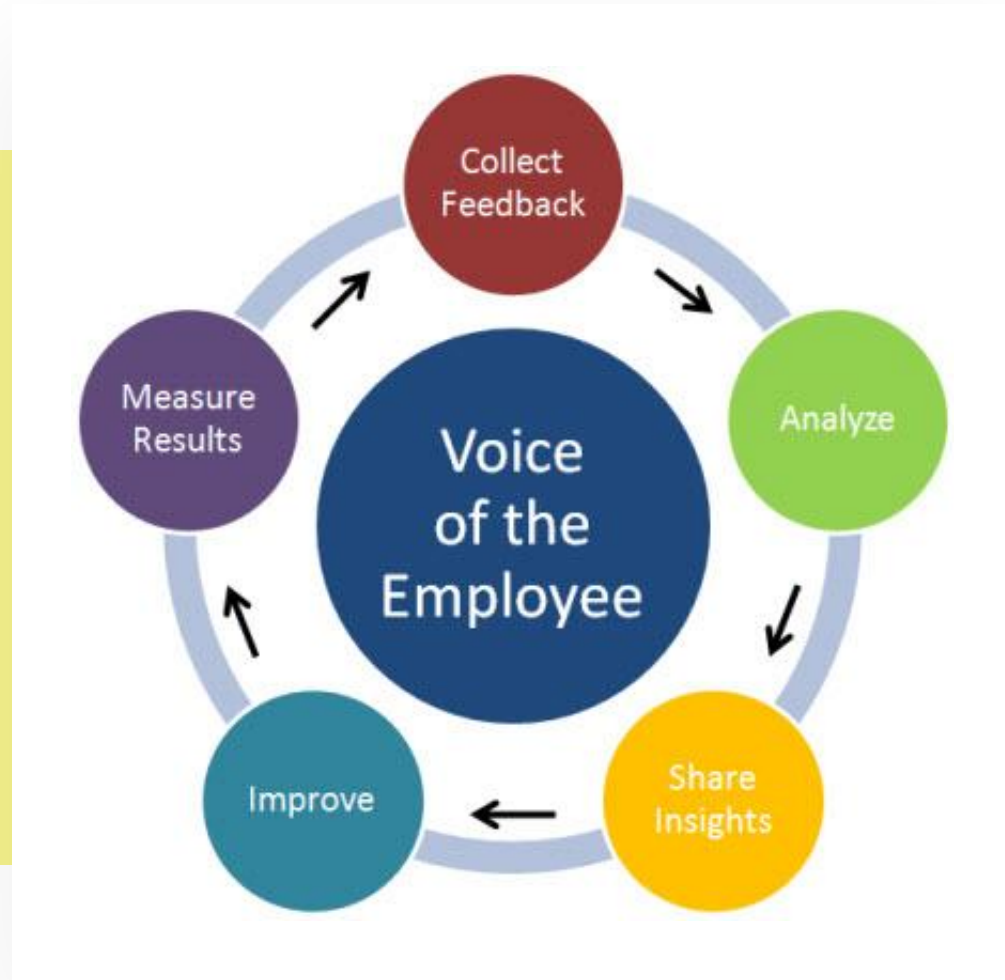 Collect
Feedback
Analyze
Share
Insights
Improve
Measure
Results
Voice
of the
Employee